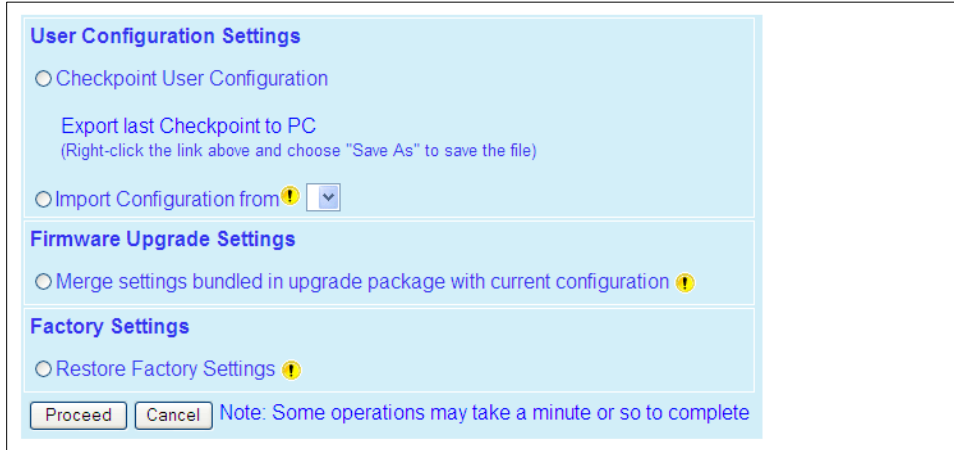 User Configuration Settings
Checkpoint User Configuration
Export last Checkpoint to PC
(Right-click the link above and choose "Save As" to save the file)
Import Configuration from
Firmware Upgrade Settings
Merge settings bundled in upgrade package with current configuration
Factory Settings
Restore Factory Settings
Proceed Cancel Note: Some operations may take a minute or so to complete